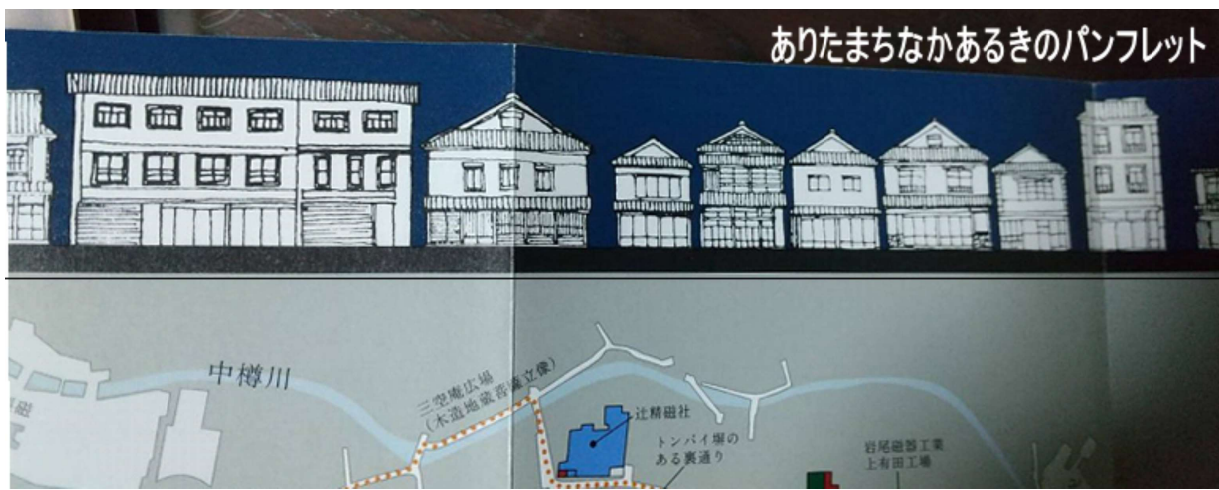 ありたまちなかあるきのパンフレット
中樽川
三空庵広場
(木造地蔵菩薩立像)
辻精磁社
トンバイ塀の
ある裏通り
岩尾磁器工業
上有田工場
磁